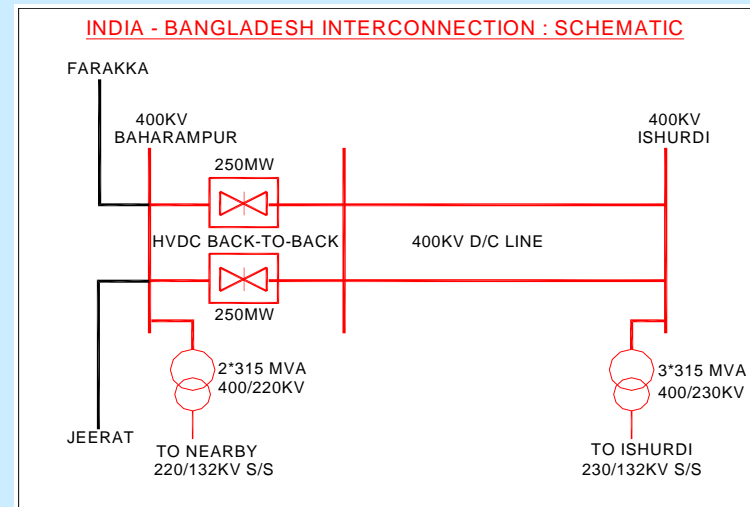 INDIA - BANGLADESH INTERCONNECTION : SCHEMATIC
FARAKKA
400KV
BAHARAMPUR
400KV
ISHURDI
250MW
HVDC BACK-TO-BACK
400KV D/C LINE
250MW
2*315 MVA
400/220KV
3*315 MVA
400/230KV
JEERAT
TO NEARBY
220/132KV S/S
TO ISHURDI
230/132KV S/S